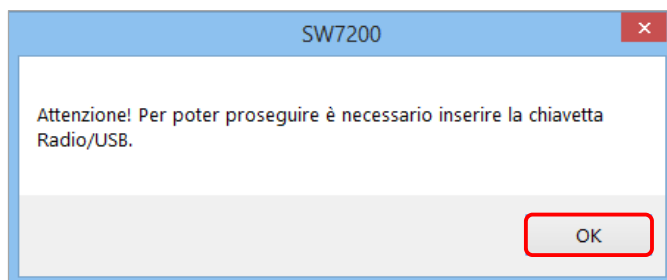 SW7200
Attenzione! Per poter proseguire è necessario inserire la chiavetta
Radio/USB.
OK